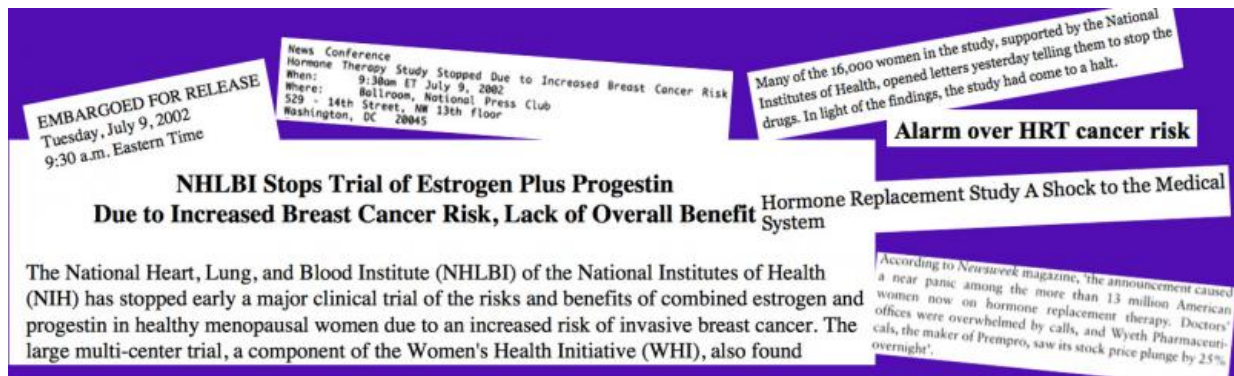 EMBARGOED FOR RELEASE
Tuesday, July 9, 2002
9:30 a.m. Eastern Time
News Conference
Hormone Therapy Study Stopped Due to Increased Breast Cancer Risk
When: 9:30am ET July 9, 2002
Where: Ballroom, National Press Club
529 - 14th Street, NW 13th floor
Washington, DC 20045
Many of the 16,000 women in the study, supported by the National
Institutes of Health, opened letters yesterday telling them to stop the
drugs. In light of the findings, the study had come to a halt.
Alarm over HRT cancer risk
NHLBI Stops Trial of Estrogen Plus Progestin
Due to Increased Breast Cancer Risk, Lack of Overall Benefit
Hormone Replacement Study A Shock to the Medical
System
The National Heart, Lung, and Blood Institute (NHLBI) of the National Institutes of Health
(NIH) has stopped early a major clinical trial of the risks and benefits of combined estrogen and
progestin in healthy menopausal women due to an increased risk of invasive breast cancer. The
large multi-center trial, a component of the Women's Health Initiative (WHI), also found
According to Newsweek magazine, 'the announcement caused
a near panic among the more than 13 million American
women now on hormone replacement therapy. Doctors'
offices were overwhelmed by calls, and Wyeth Pharmaceuti-
cals, the maker of Prempro, saw its stock price plunge by 25%
overnight'.